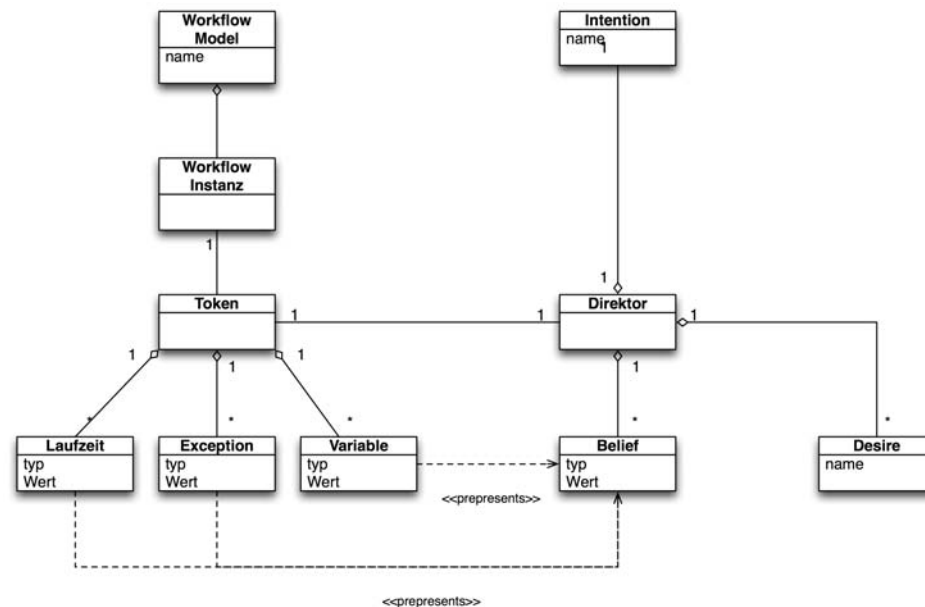 Workflow
Model
name
Intention
name
1
Workflow
Instanz
1
Token
1
1
1
1
1
Direktor
1
1
1
1
*
*
*
*
*
Laufzeit
typ
Wert
Exception
typ
Wert
Variable
typ
Wert
Belief
typ
Wert
Desire
name
<<prepresents>>
<<prepresents>>